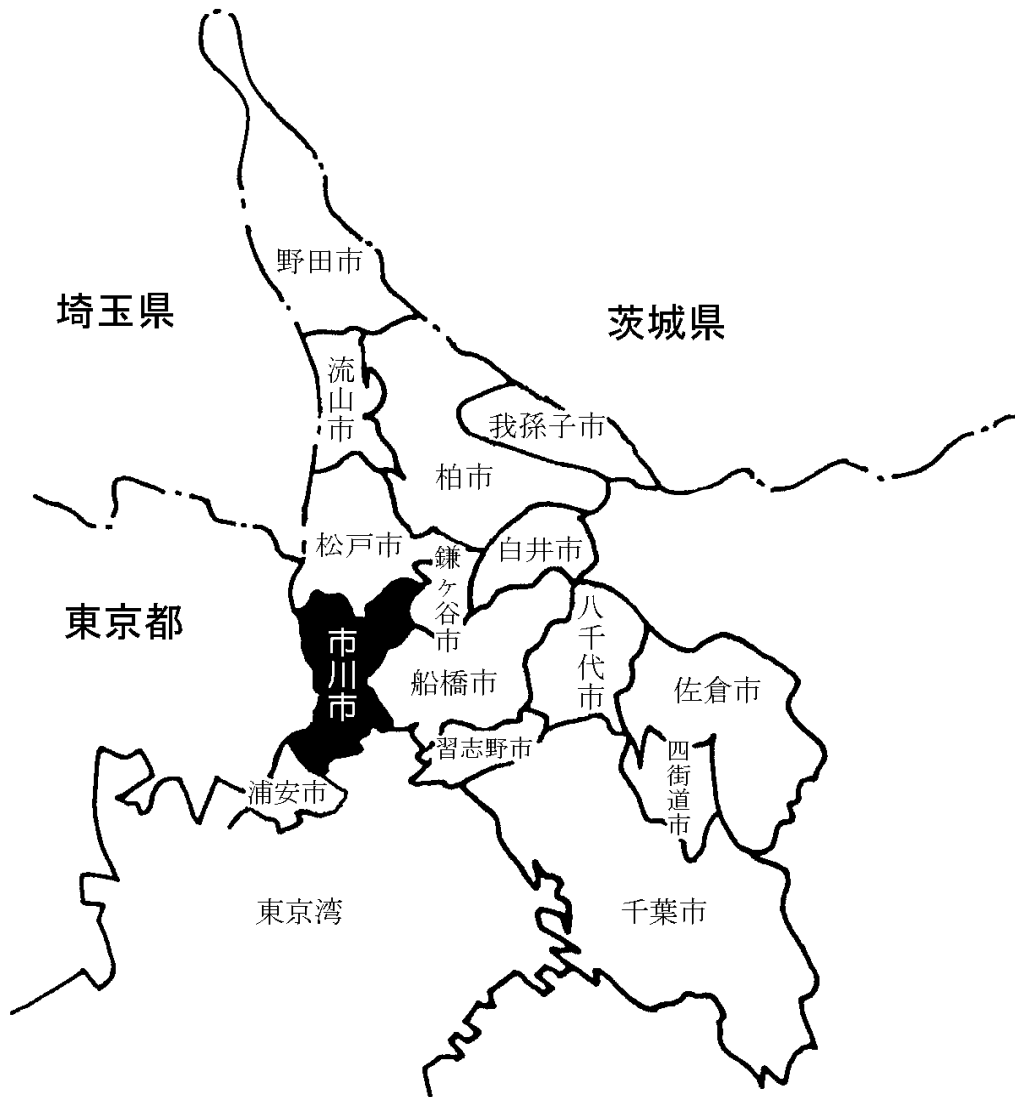 野田市
埼玉県
茨城県
流山市
我孫子市
柏市
松戸市
鎌ヶ谷市
白井市
東京都
市川市
船橋市
八千代市
佐倉市
習志野市
四街道市
浦安市
東京湾
千葉市